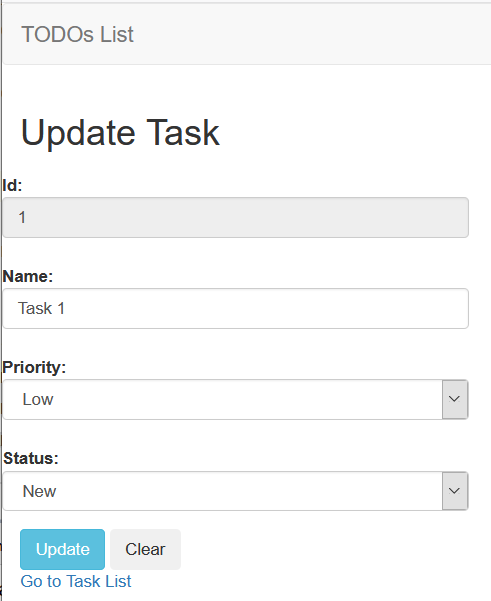 TODOs List
Update Task
Id:
1
Name:
Task 1
Priority:
Low
Status:
New
Update Clear
Go to Task List